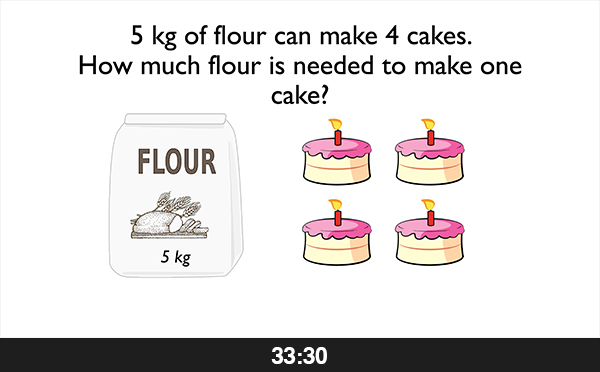 5 kg of flour can make 4 cakes.
How much flour is needed to make one
cake?
FLOUR
5 kg
33:30